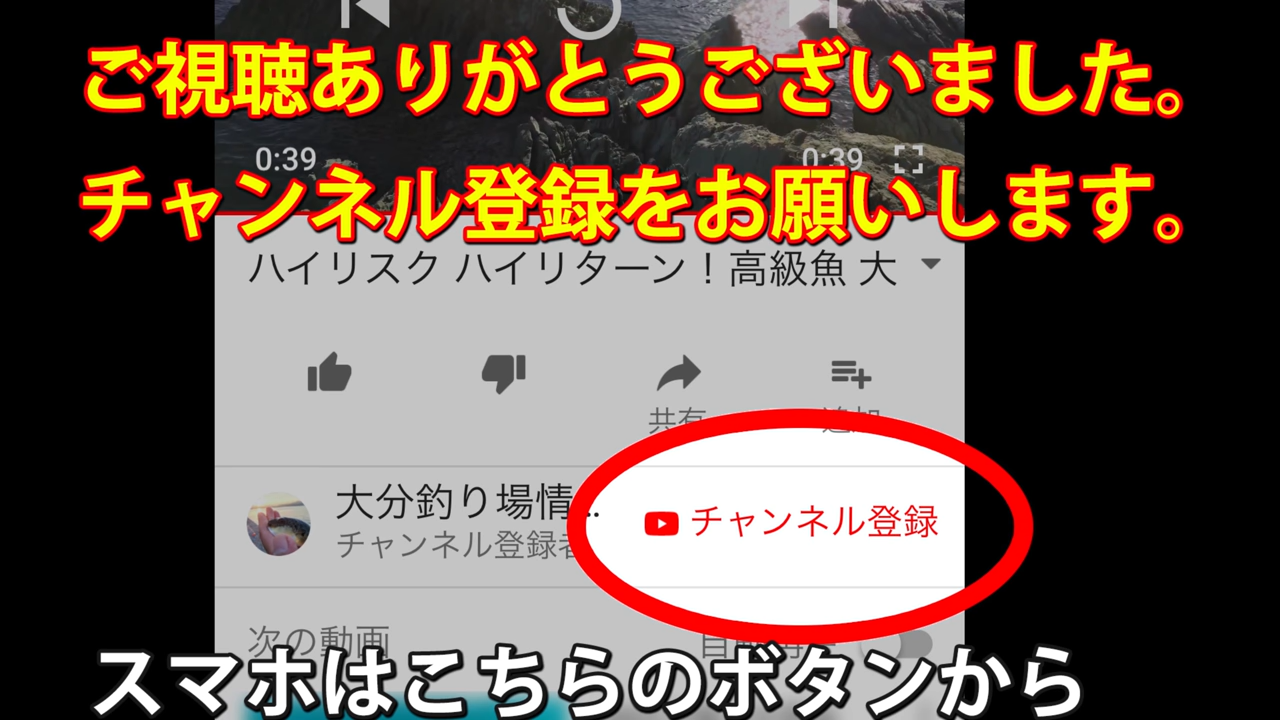 ご視聴ありがとうございました。
0:39 0:39
チャンネル登録をお願いします。
ハイリスク ハイリターン！高級魚 大
共有 追加
大分釣り場情...
チャンネル登録
チャンネル登録者
次の動画
スマホはこちらのボタンから